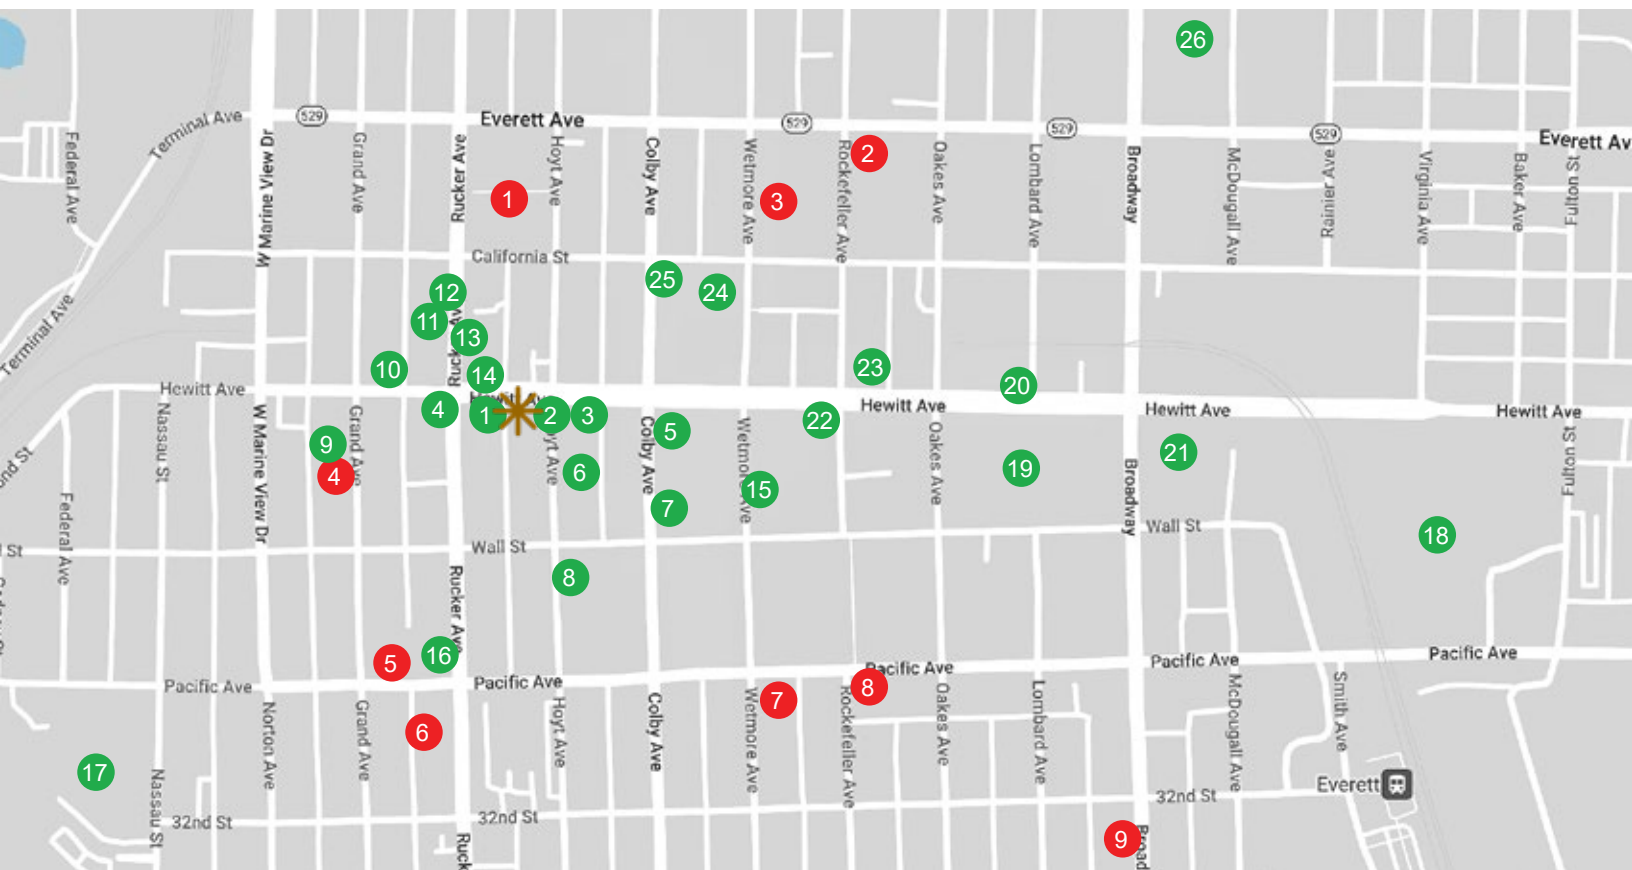 26
529
Everett Ave
529
529
529
Everett Av
Terminal Ave
Federal Ave
W Marine View Dr
Grand Ave
Rucker Ave
Hoyt Ave
Colby Ave
Wetmore Ave
Rockefeller Ave
2
Oakes Ave
Lombard Ave
Broadway
McDougall Ave
Rainier Ave
Virginia Ave
Baker Ave
Fulton St
1
3
California St
25
24
12
11
13
Terminal Ave
10
14
23
20
Hewitt Ave
4
1
2
3
5
22
Hewitt Ave
Hewitt Ave
Hewitt Ave
Nassau St
W Marine View Dr
Grand Ave
9
4
6
Colby Ave
7
Wetmore Ave
15
Oakes Ave
19
Broadway
21
Fulton St
Federal Ave
18
St
Wall St
Wall St
8
Rucker Ave
16
5
Pacific Ave
Pacific Ave
Pacific Ave
Pacific Ave
Pacific Ave
6
7
8
Norton Ave
Grand Ave
Hoyt Ave
Colby Ave
Wetmore Ave
Rockefeller Ave
Oakes Ave
Lombard Ave
McDougall Ave
Smith Ave
17
Nassau St
Everett
32nd St
32nd St
32nd St
Ruck
9
Broad